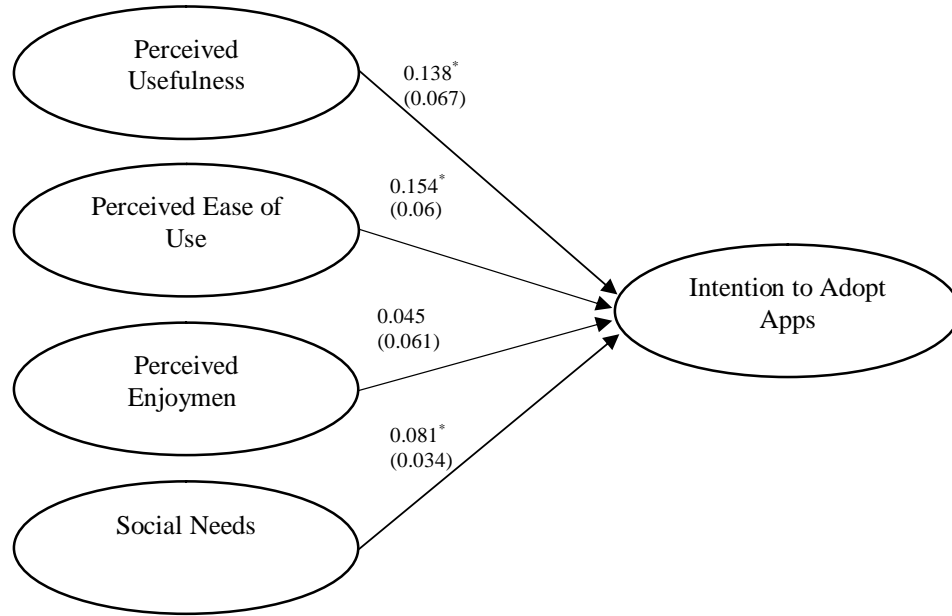 Perceived
Usefulness
0.138*
(0.067)
Perceived Ease of
Use
0.154*
(0.06)
Perceived
Enjoymen
0.045
(0.061)
Social Needs
0.081*
(0.034)
Intention to Adopt
Apps